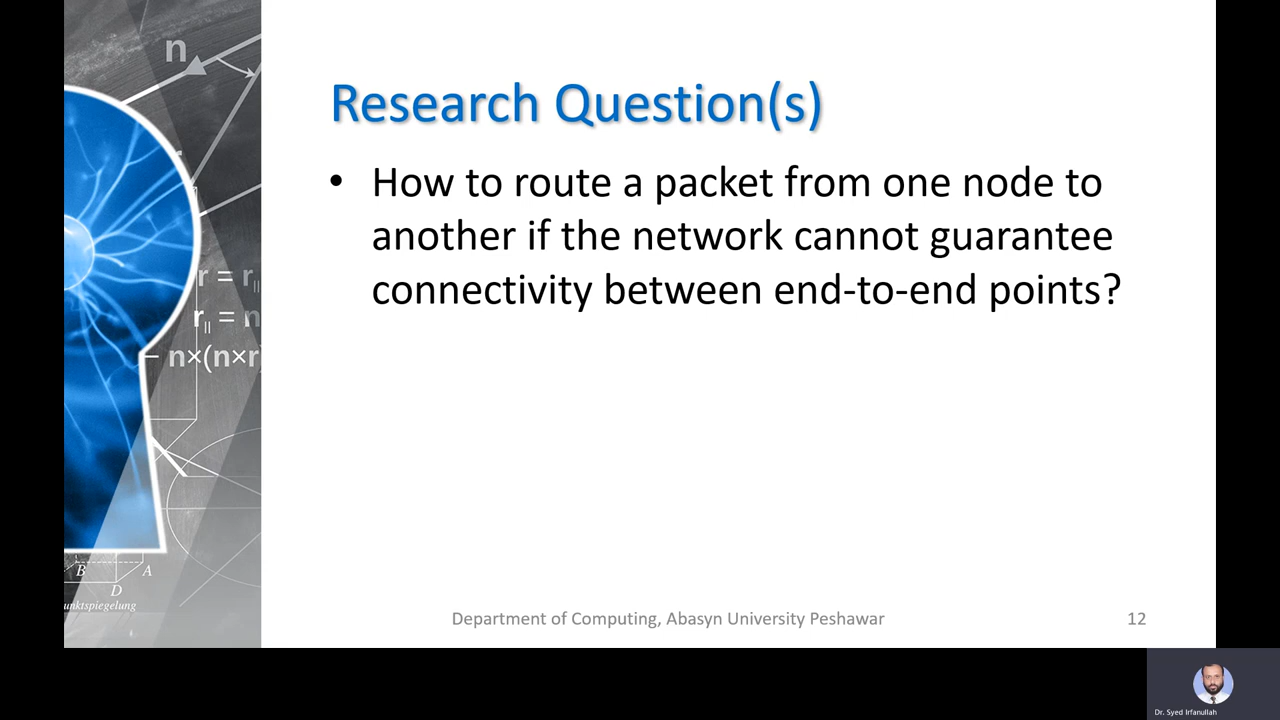 n
Research Question(s)
• How to route a packet from one node to
another if the network cannot guarantee
connectivity between end-to-end points?
r = r||
r|| = n
n×(n×r)
B
A
D
unktspiegelung
Department of Computing, Abasyn University Peshawar
12
Dr. Syed Irfanullah